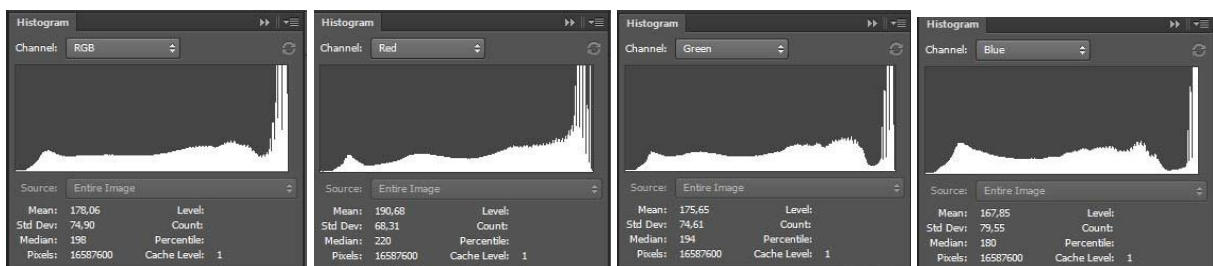 Histogram
Channel: RGB
Source: Entire Image
Mean: 178,06 Level:
Std Dev: 74,90 Count:
Median: 198 Percentile:
Pixels: 16587600 Cache Level: 1
Histogram
Channel: Red
Source: Entire Image
Mean: 190,68 Level:
Std Dev: 68,31 Count:
Median: 220 Percentile:
Pixels: 16587600 Cache Level: 1
Histogram
Channel: Green
Source: Entire Image
Mean: 175,65 Level:
Std Dev: 74,61 Count:
Median: 194 Percentile:
Pixels: 16587600 Cache Level: 1
Histogram
Channel: Blue
Source: Entire Image
Mean: 167,85 Level:
Std Dev: 79,55 Count:
Median: 180 Percentile:
Pixels: 16587600 Cache Level: 1